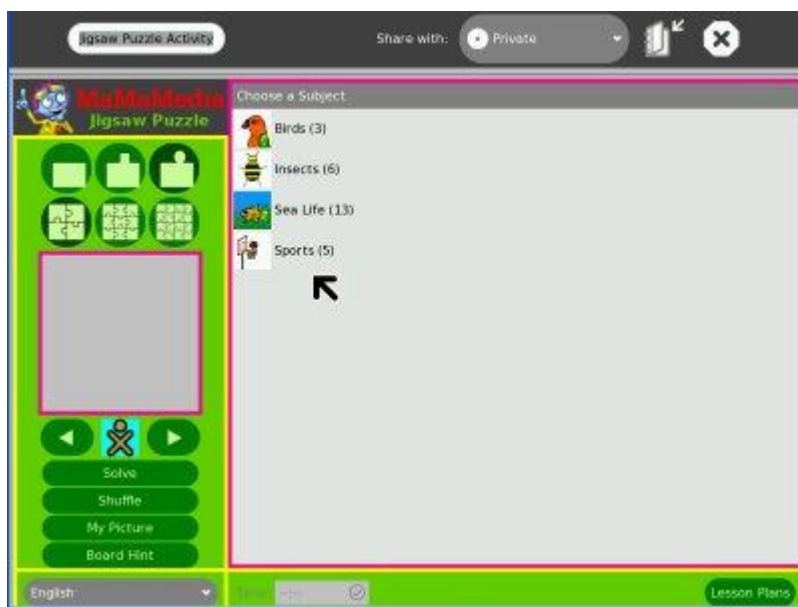 Jigsaw Puzzle Activity
Share with: Private
MaMaMedia
Jigsaw Puzzle
Choose a Subject
Birds (3)
Insects (6)
Sea Life (13)
Sports (5)
Solve
Shuffle
My Picture
Board Hint
English
Lesson Plans